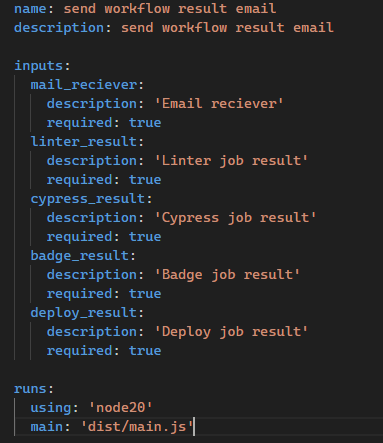 name: send workflow result email
description: send workflow result email

inputs:
  mail_reciever:
    description: 'Email reciever'
    required: true
  linter_result:
    description: 'Linter job result'
    required: true
  cypress_result:
    description: 'Cypress job result'
    required: true
  badge_result:
    description: 'Badge job result'
    required: true
  deploy_result:
    description: 'Deploy job result'
    required: true

runs:
  using: 'node20'
  main: 'dist/main.js'